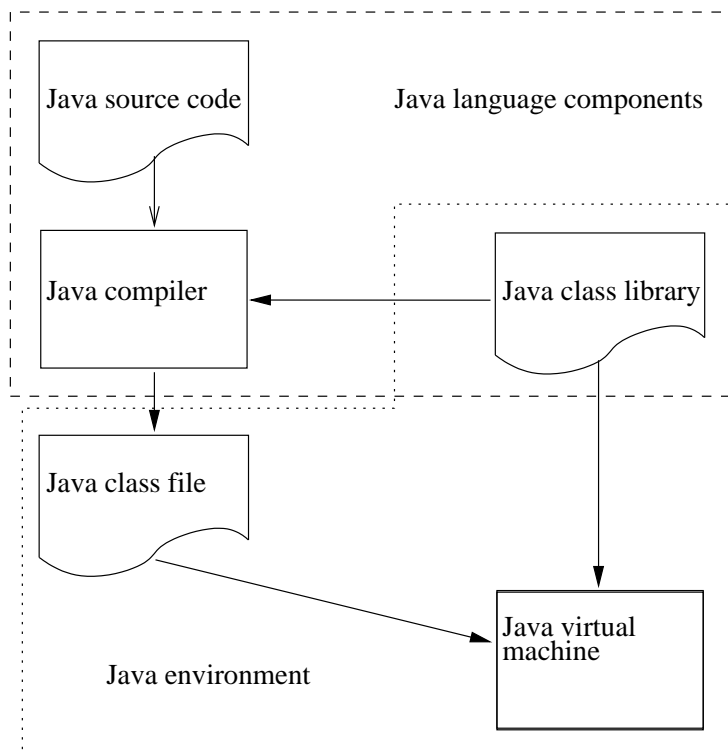 Java source code
Java language components
Java compiler
Java class library
Java class file
Java virtual
machine
Java environment